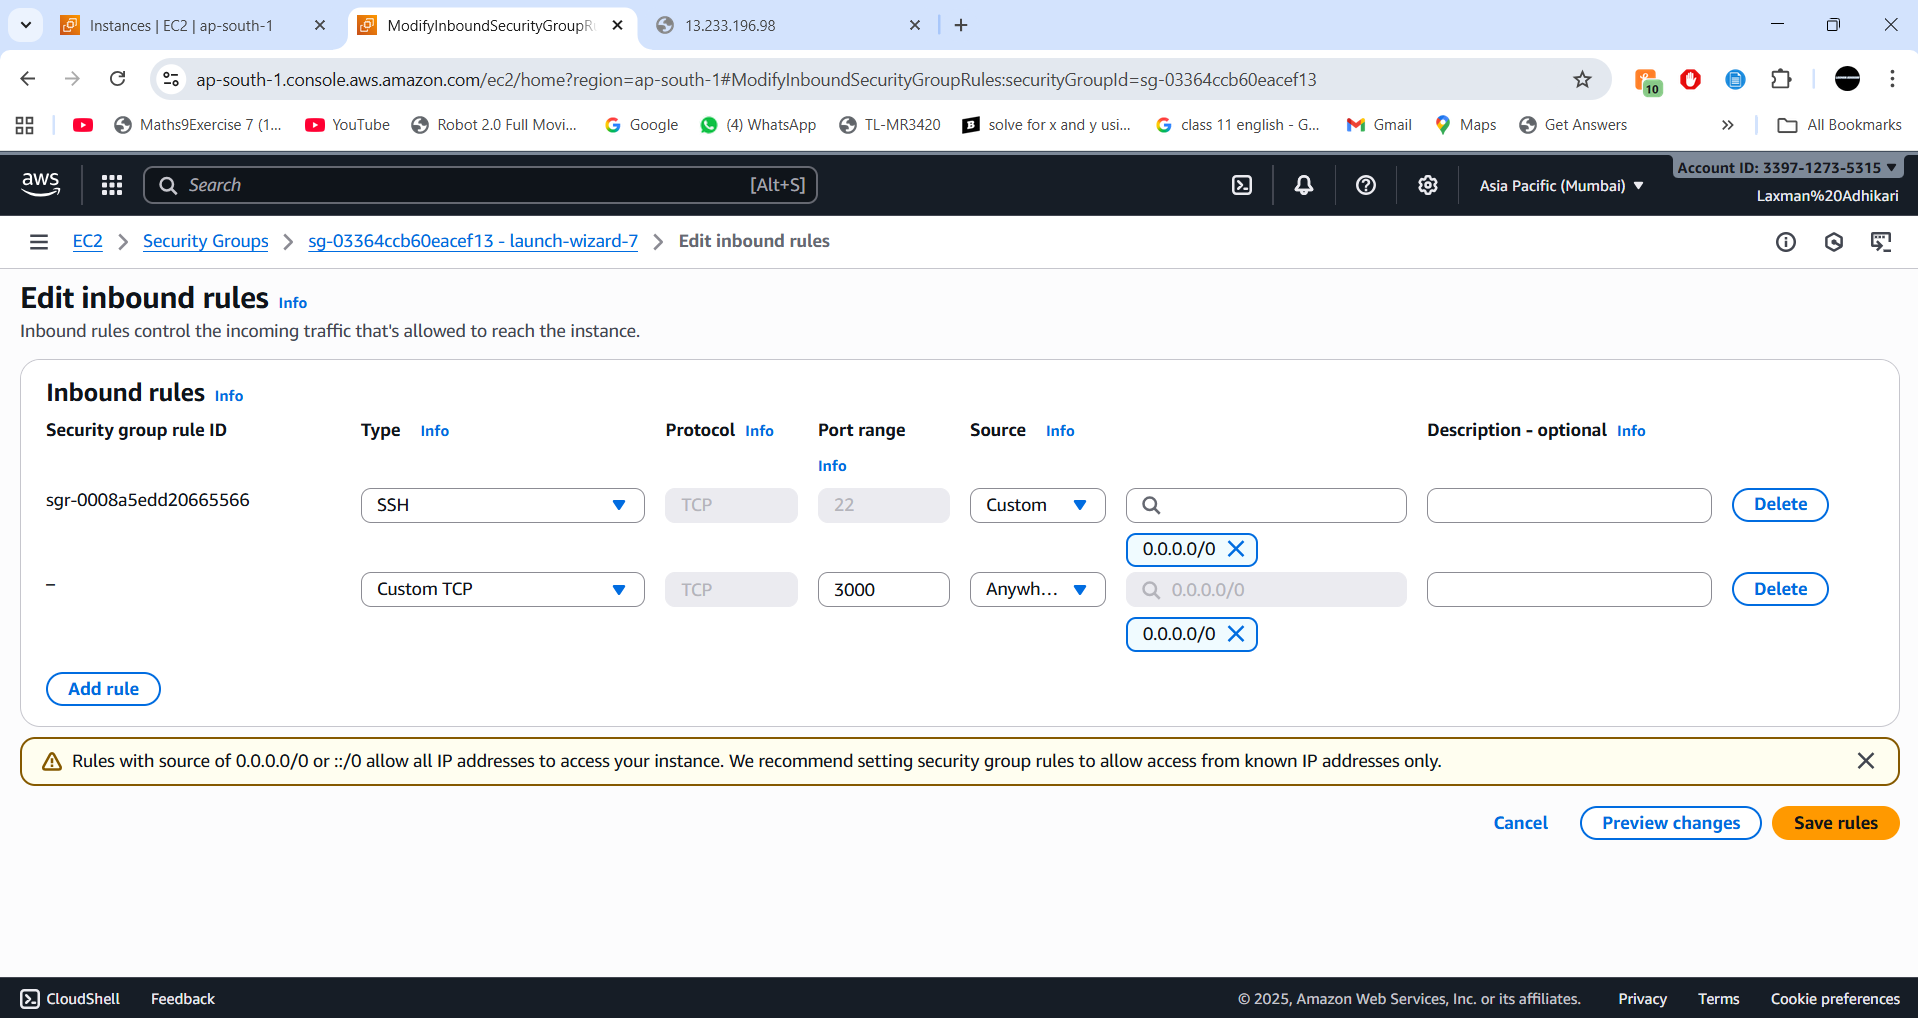 Instances | EC2 | ap-south-1
ModifyInboundSecurityGroupR
13.233.196.98
ap-south-1.console.aws.amazon.com/ec2/home?region=ap-south-1#ModifyInboundSecurityGroupRules:securityGroupId=sg-03364ccb60eacef13
10
Maths9Exercise 7 (1... YouTube Robot 2.0 Full Movi... Google (4) WhatsApp TL-MR3420 B solve for x and y usi... class 11 english - G... Gmail Maps Get Answers » All Bookmarks
aws Search [Alt+S] Asia Pacific (Mumbai) Account ID: 3397-1273-5315
Laxman%20Adhikari
EC2 > Security Groups > sg-03364ccb60eacef13 - launch-wizard-7 > Edit inbound rules
Edit inbound rules Info
Inbound rules control the incoming traffic that's allowed to reach the instance.
Inbound rules Info
Security group rule ID Type Info Protocol Info Port range Source Info Description - optional Info
Info
sgr-0008a5edd20665566 SSH TCP 22 Custom Delete
0.0.0.0/0
– Custom TCP TCP 3000 Anywh... 0.0.0.0/0 Delete
0.0.0.0/0
Add rule
Rules with source of 0.0.0.0/0 or ::/0 allow all IP addresses to access your instance. We recommend setting security group rules to allow access from known IP addresses only.
Cancel Preview changes Save rules
CloudShell Feedback © 2025, Amazon Web Services, Inc. or its affiliates. Privacy Terms Cookie preferences